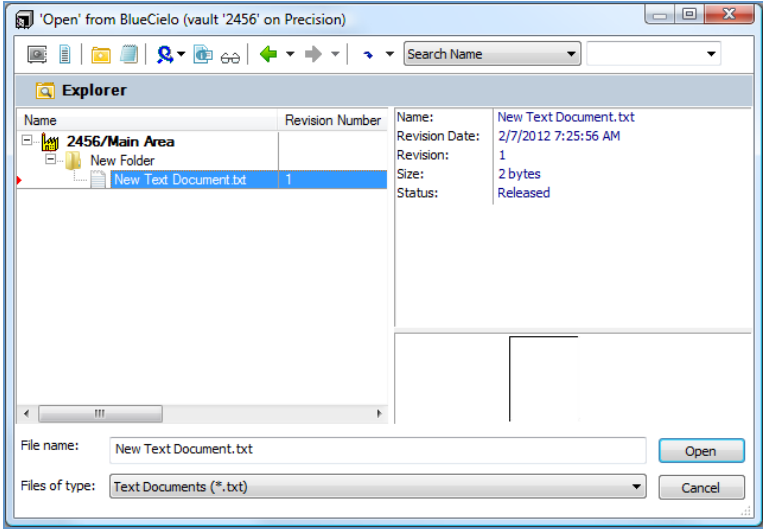 'Open' from BlueCielo (vault '2456' on Precision)
Search Name
Explorer
Name Revision Number
2456/Main Area
New Folder
New Text Document.txt 1
Name: New Text Document.txt
Revision Date: 2/7/2012 7:25:56 AM
Revision: 1
Size: 2 bytes
Status: Released
File name: New Text Document.txt Open
Files of type: Text Documents (*.txt) Cancel